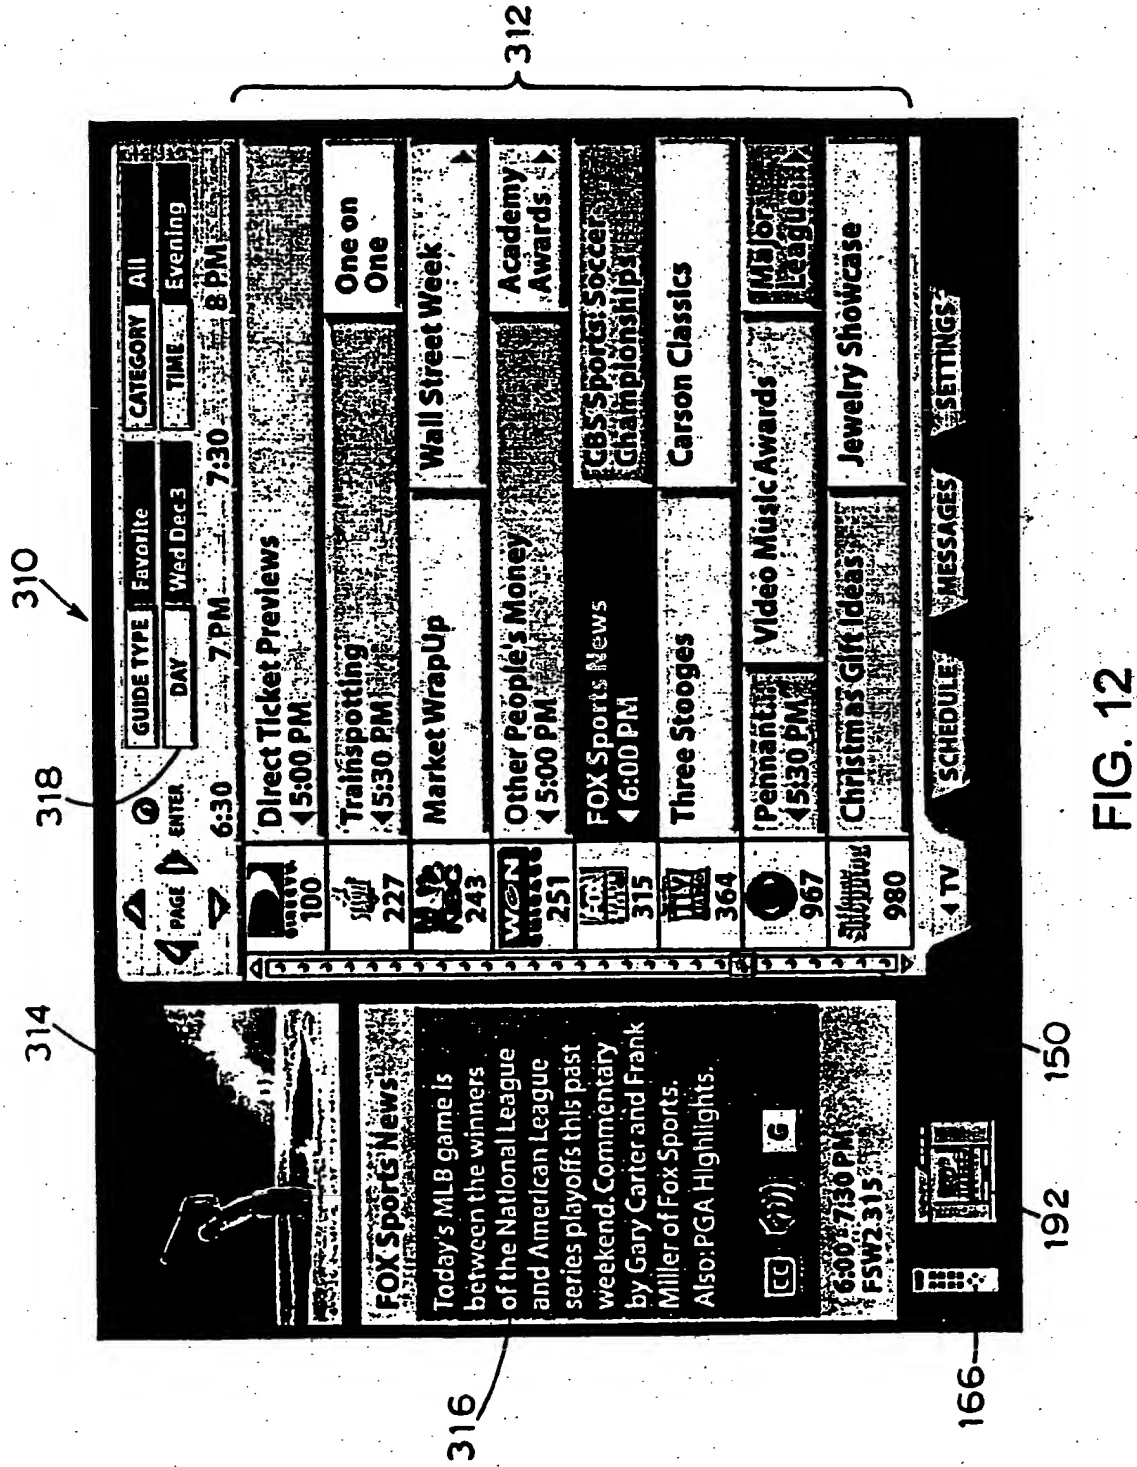 310
314
318
312
316
PAGE
ENTER
GUIDE TYPE Favorite CATEGORY All
DAY Wed Dec3 TIME Evening
6:30 7 PM 7:30 8 PM
100 Direct Ticket Previews
5:00 PM
227 Trainspotting
5:30 PM
One on
One
243 Market WrapUp
Wall Street Week
WGN
251 Other People's Money
5:00 PM
Academy
Awards
315 FOX Sports News
6:00 PM
CBS Sports: Soccer
Championships
364 Three Stooges
Carson Classics
967 Pennant
5:30 PM
Video Music Awards
Major
League
980 Christmas Gift Ideas
Jewelry Showcase
FOX Sports News
Today's MLB game is
between the winners
of the National League
and American League
series playoffs this past
weekend. Commentary
by Gary Carter and Frank
Miller of Fox Sports.
Also: PGA Highlights.
CC G
6:00 - 7:30 PM
FSW2 315
TV SCHEDULE MESSAGES SETTINGS
166
192
150
FIG. 12